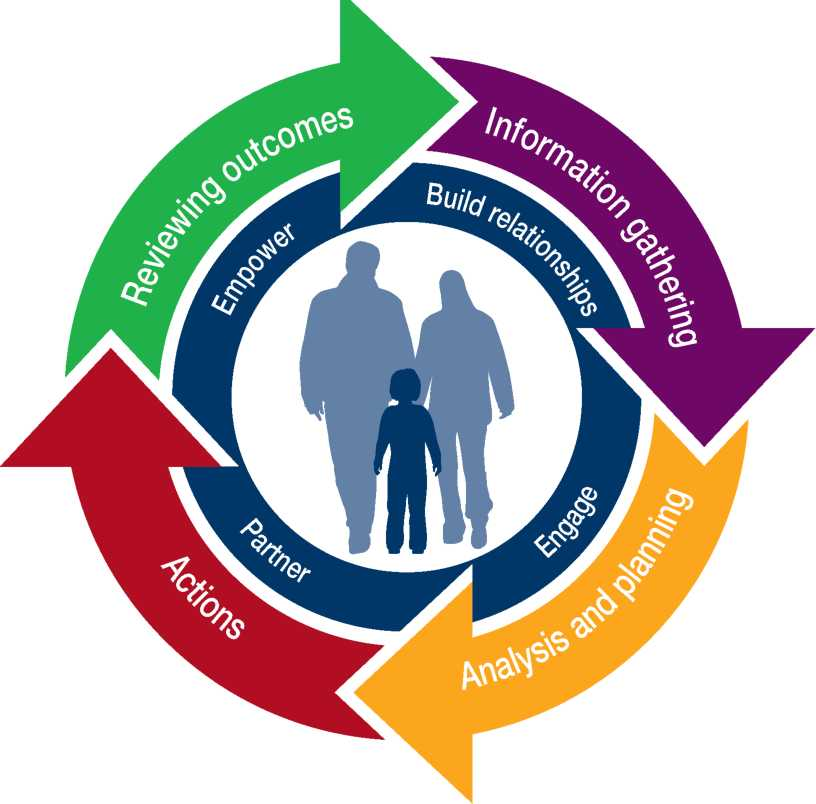 Reviewing outcomes
Information gathering
Empower
Build relationships
Partner
Engage
Actions
Analysis and planning